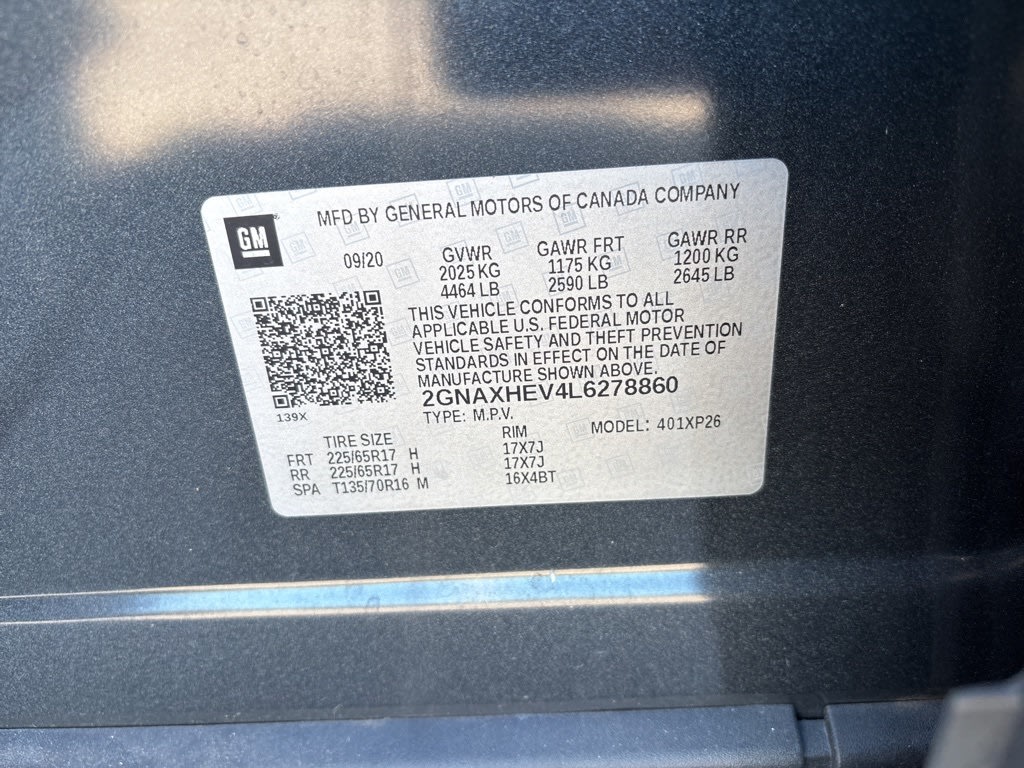 GM
MFD BY GENERAL MOTORS OF CANADA COMPANY
09/20
GVWR GAWR FRT GAWR RR
2025 KG 1175 KG 1200 KG
4464 LB 2590 LB 2645 LB
THIS VEHICLE CONFORMS TO ALL
APPLICABLE U.S. FEDERAL MOTOR
VEHICLE SAFETY AND THEFT PREVENTION
STANDARDS IN EFFECT ON THE DATE OF
MANUFACTURE SHOWN ABOVE.
2GNAXHEV4L6278860
139X
TYPE: M.P.V. MODEL: 401XP26
TIRE SIZE RIM
FRT 225/65R17 H 17X7J
RR 225/65R17 H 17X7J
SPA T135/70R16 M 16X4BT